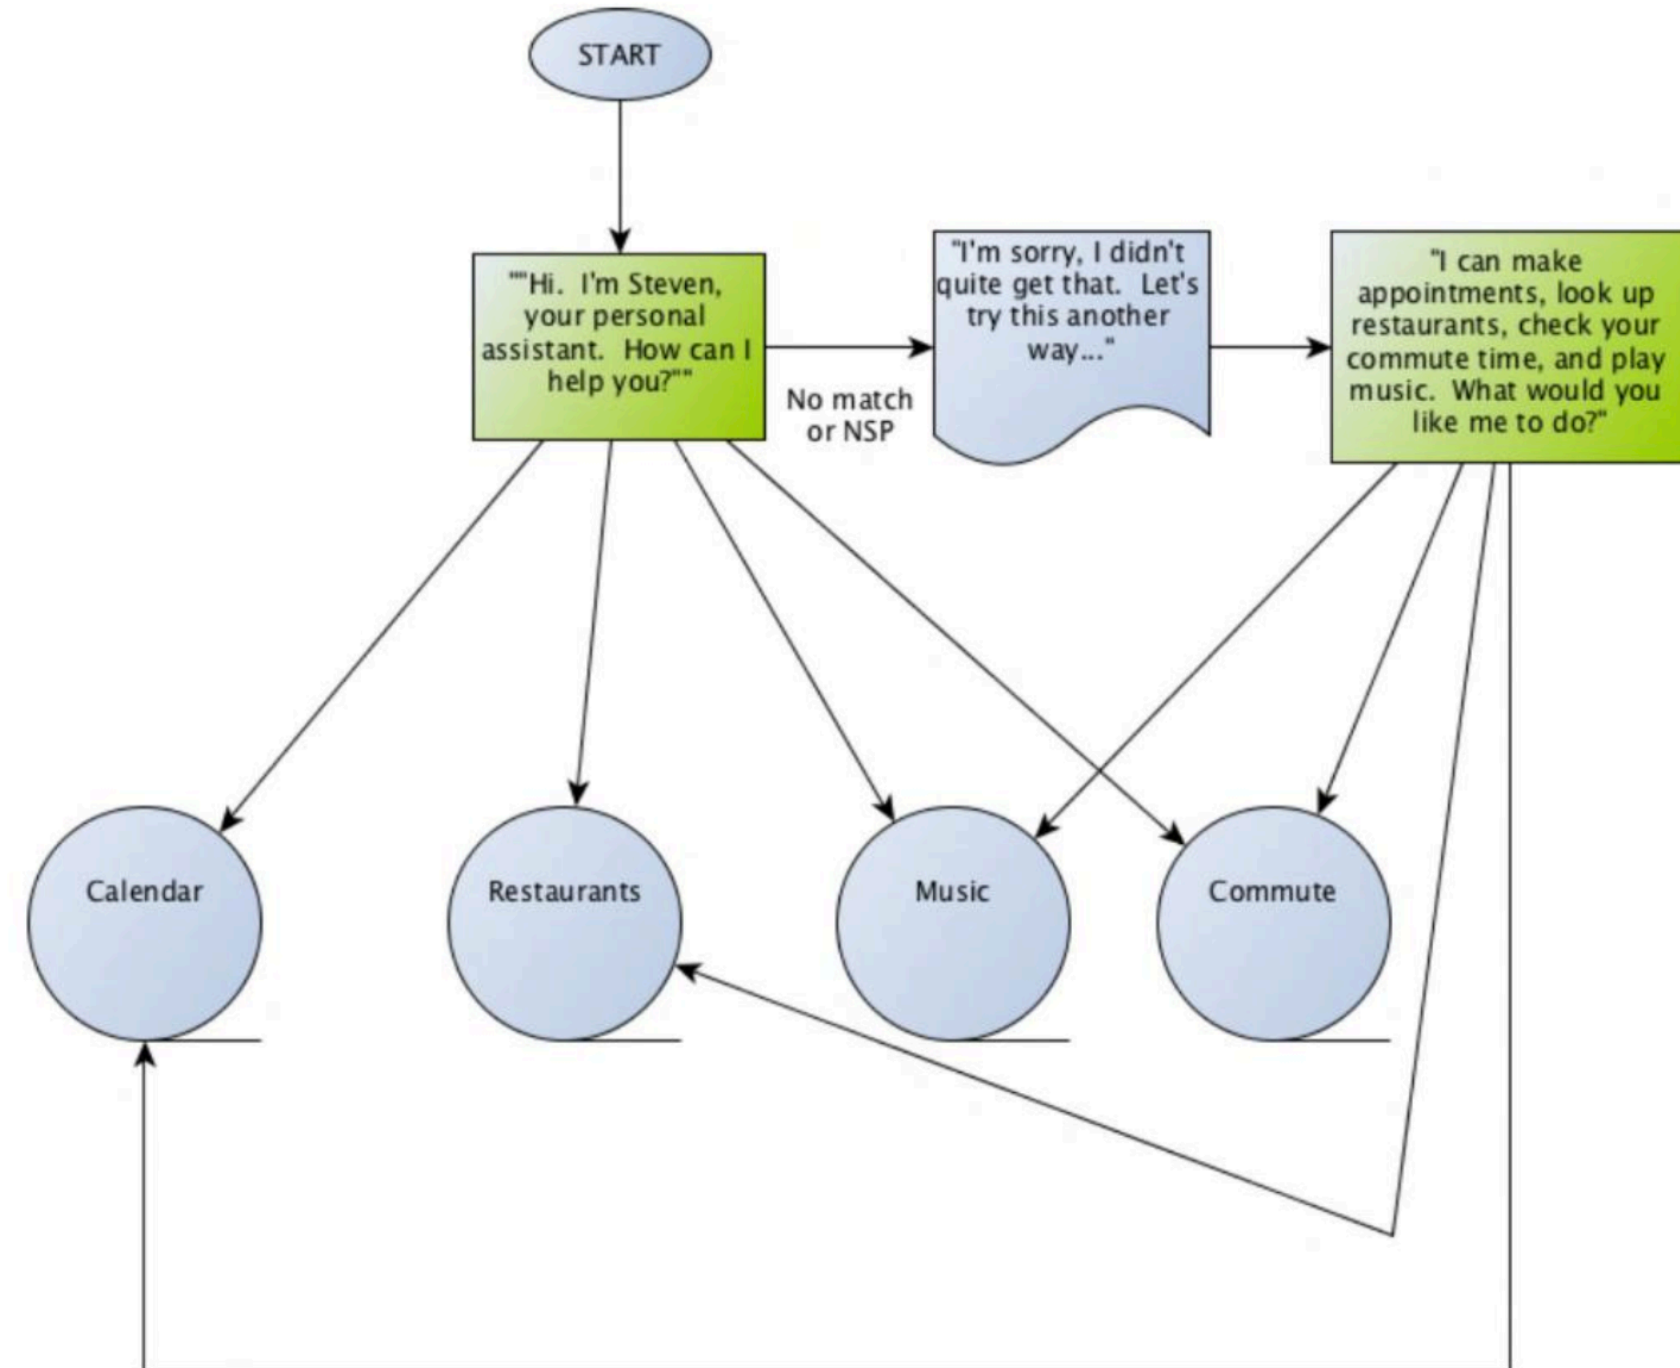 START
""Hi. I'm Steven,
your personal
assistant. How can I
help you?""
No match
or NSP
"I'm sorry, I didn't
quite get that. Let's
try this another
way..."
"I can make
appointments, look up
restaurants, check your
commute time, and play
music. What would you
like me to do?"
Calendar
Restaurants
Music
Commute